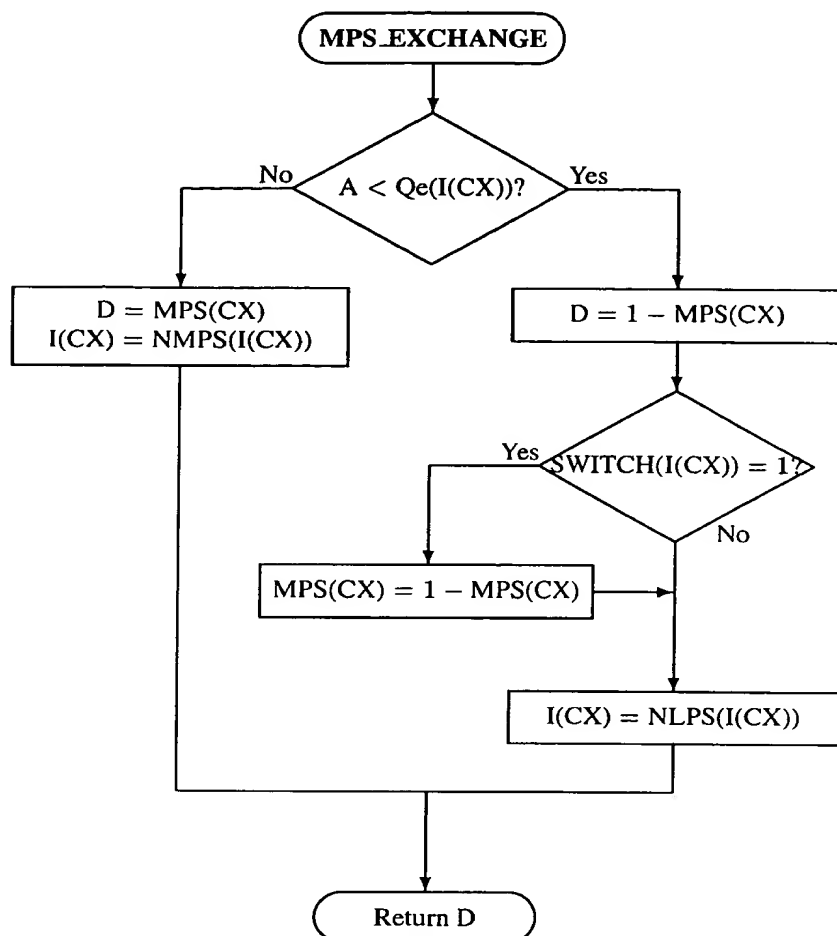 MPS_EXCHANGE
A < Qe(I(CX))?
No
Yes
D = MPS(CX)
I(CX) = NMPS(I(CX))
D = 1 − MPS(CX)
Yes
SWITCH(I(CX)) = 1?
No
MPS(CX) = 1 − MPS(CX)
I(CX) = NLPS(I(CX))
Return D